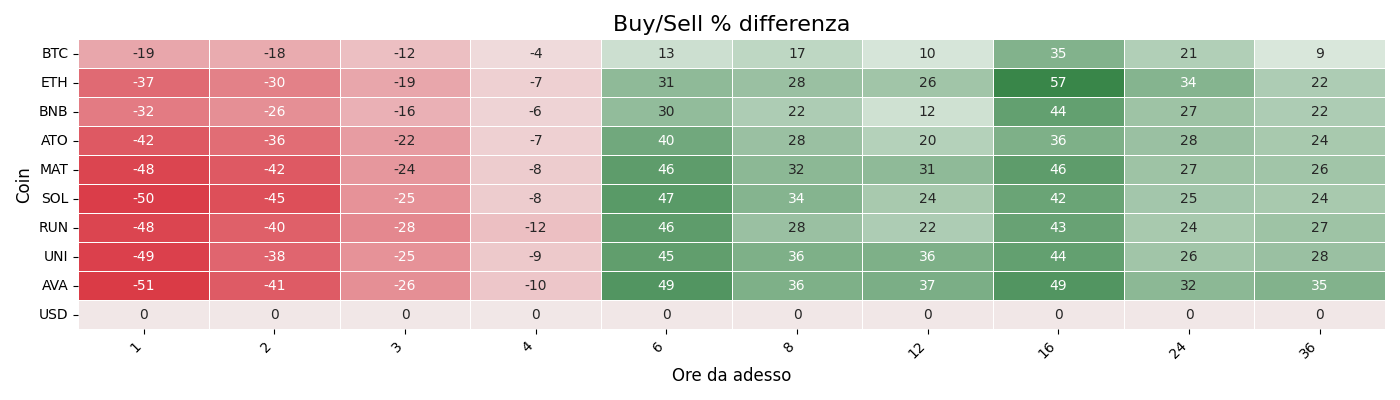 Buy/Sell % differenza
Coin
BTC -19 -18 -12 -4 13 17 10 35 21 9
ETH -37 -30 -19 -7 31 28 26 57 34 22
BNB -32 -26 -16 -6 30 22 12 44 27 22
ATO -42 -36 -22 -7 40 28 20 36 28 24
MAT -48 -42 -24 -8 46 32 31 46 27 26
SOL -50 -45 -25 -8 47 34 24 42 25 24
RUN -48 -40 -28 -12 46 28 22 43 24 27
UNI -49 -38 -25 -9 45 36 36 44 26 28
AVA -51 -41 -26 -10 49 36 37 49 32 35
USD 0 0 0 0 0 0 0 0 0 0
1 2 3 4 6 8 12 16 24 36
Ore da adesso